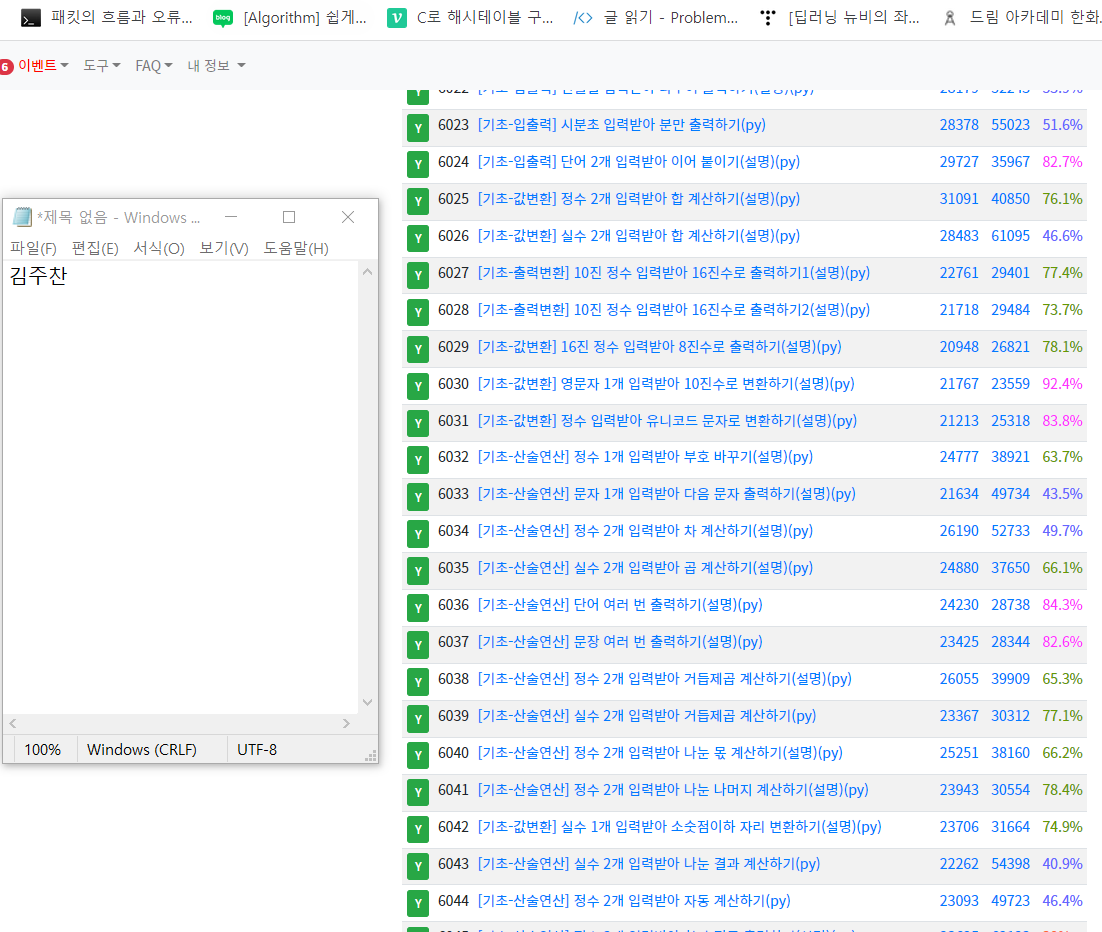 패킷의 흐름과 오류...
blog [Algorithm] 쉽게...
V C로 해시테이블 구...
글 읽기 - Problem...
[딥러닝 뉴비의 좌...
드림 아카데미 한화
6 이벤트 도구 FAQ 내 정보
*제목 없음 - Windows ...
파일(F) 편집(E) 서식(O) 보기(V) 도움말(H)
김주찬
100% Windows (CRLF) UTF-8
Y 6023 [기초-입출력] 시분초 입력받아 분만 출력하기(py) 28378 55023 51.6%
Y 6024 [기초-입출력] 단어 2개 입력받아 이어 붙이기(설명)(py) 29727 35967 82.7%
Y 6025 [기초-값변환] 정수 2개 입력받아 합 계산하기(설명)(py) 31091 40850 76.1%
Y 6026 [기초-값변환] 실수 2개 입력받아 합 계산하기(설명)(py) 28483 61095 46.6%
Y 6027 [기초-출력변환] 10진 정수 입력받아 16진수로 출력하기1(설명)(py) 22761 29401 77.4%
Y 6028 [기초-출력변환] 10진 정수 입력받아 16진수로 출력하기2(설명)(py) 21718 29484 73.7%
Y 6029 [기초-값변환] 16진 정수 입력받아 8진수로 출력하기(설명)(py) 20948 26821 78.1%
Y 6030 [기초-값변환] 영문자 1개 입력받아 10진수로 변환하기(설명)(py) 21767 23559 92.4%
Y 6031 [기초-값변환] 정수 입력받아 유니코드 문자로 변환하기(설명)(py) 21213 25318 83.8%
Y 6032 [기초-산술연산] 정수 1개 입력받아 부호 바꾸기(설명)(py) 24777 38921 63.7%
Y 6033 [기초-산술연산] 문자 1개 입력받아 다음 문자 출력하기(설명)(py) 21634 49734 43.5%
Y 6034 [기초-산술연산] 정수 2개 입력받아 차 계산하기(설명)(py) 26190 52733 49.7%
Y 6035 [기초-산술연산] 실수 2개 입력받아 곱 계산하기(설명)(py) 24880 37650 66.1%
Y 6036 [기초-산술연산] 단어 여러 번 출력하기(설명)(py) 24230 28738 84.3%
Y 6037 [기초-산술연산] 문장 여러 번 출력하기(설명)(py) 23425 28344 82.6%
Y 6038 [기초-산술연산] 정수 2개 입력받아 거듭제곱 계산하기(설명)(py) 26055 39909 65.3%
Y 6039 [기초-산술연산] 실수 2개 입력받아 거듭제곱 계산하기(py) 23367 30312 77.1%
Y 6040 [기초-산술연산] 정수 2개 입력받아 나눈 몫 계산하기(설명)(py) 25251 38160 66.2%
Y 6041 [기초-산술연산] 정수 2개 입력받아 나눈 나머지 계산하기(설명)(py) 23943 30554 78.4%
Y 6042 [기초-값변환] 실수 1개 입력받아 소숫점이하 자리 변환하기(설명)(py) 23706 31664 74.9%
Y 6043 [기초-산술연산] 실수 2개 입력받아 나눈 결과 계산하기(py) 22262 54398 40.9%
Y 6044 [기초-산술연산] 정수 2개 입력받아 자동 계산하기(py) 23093 49723 46.4%